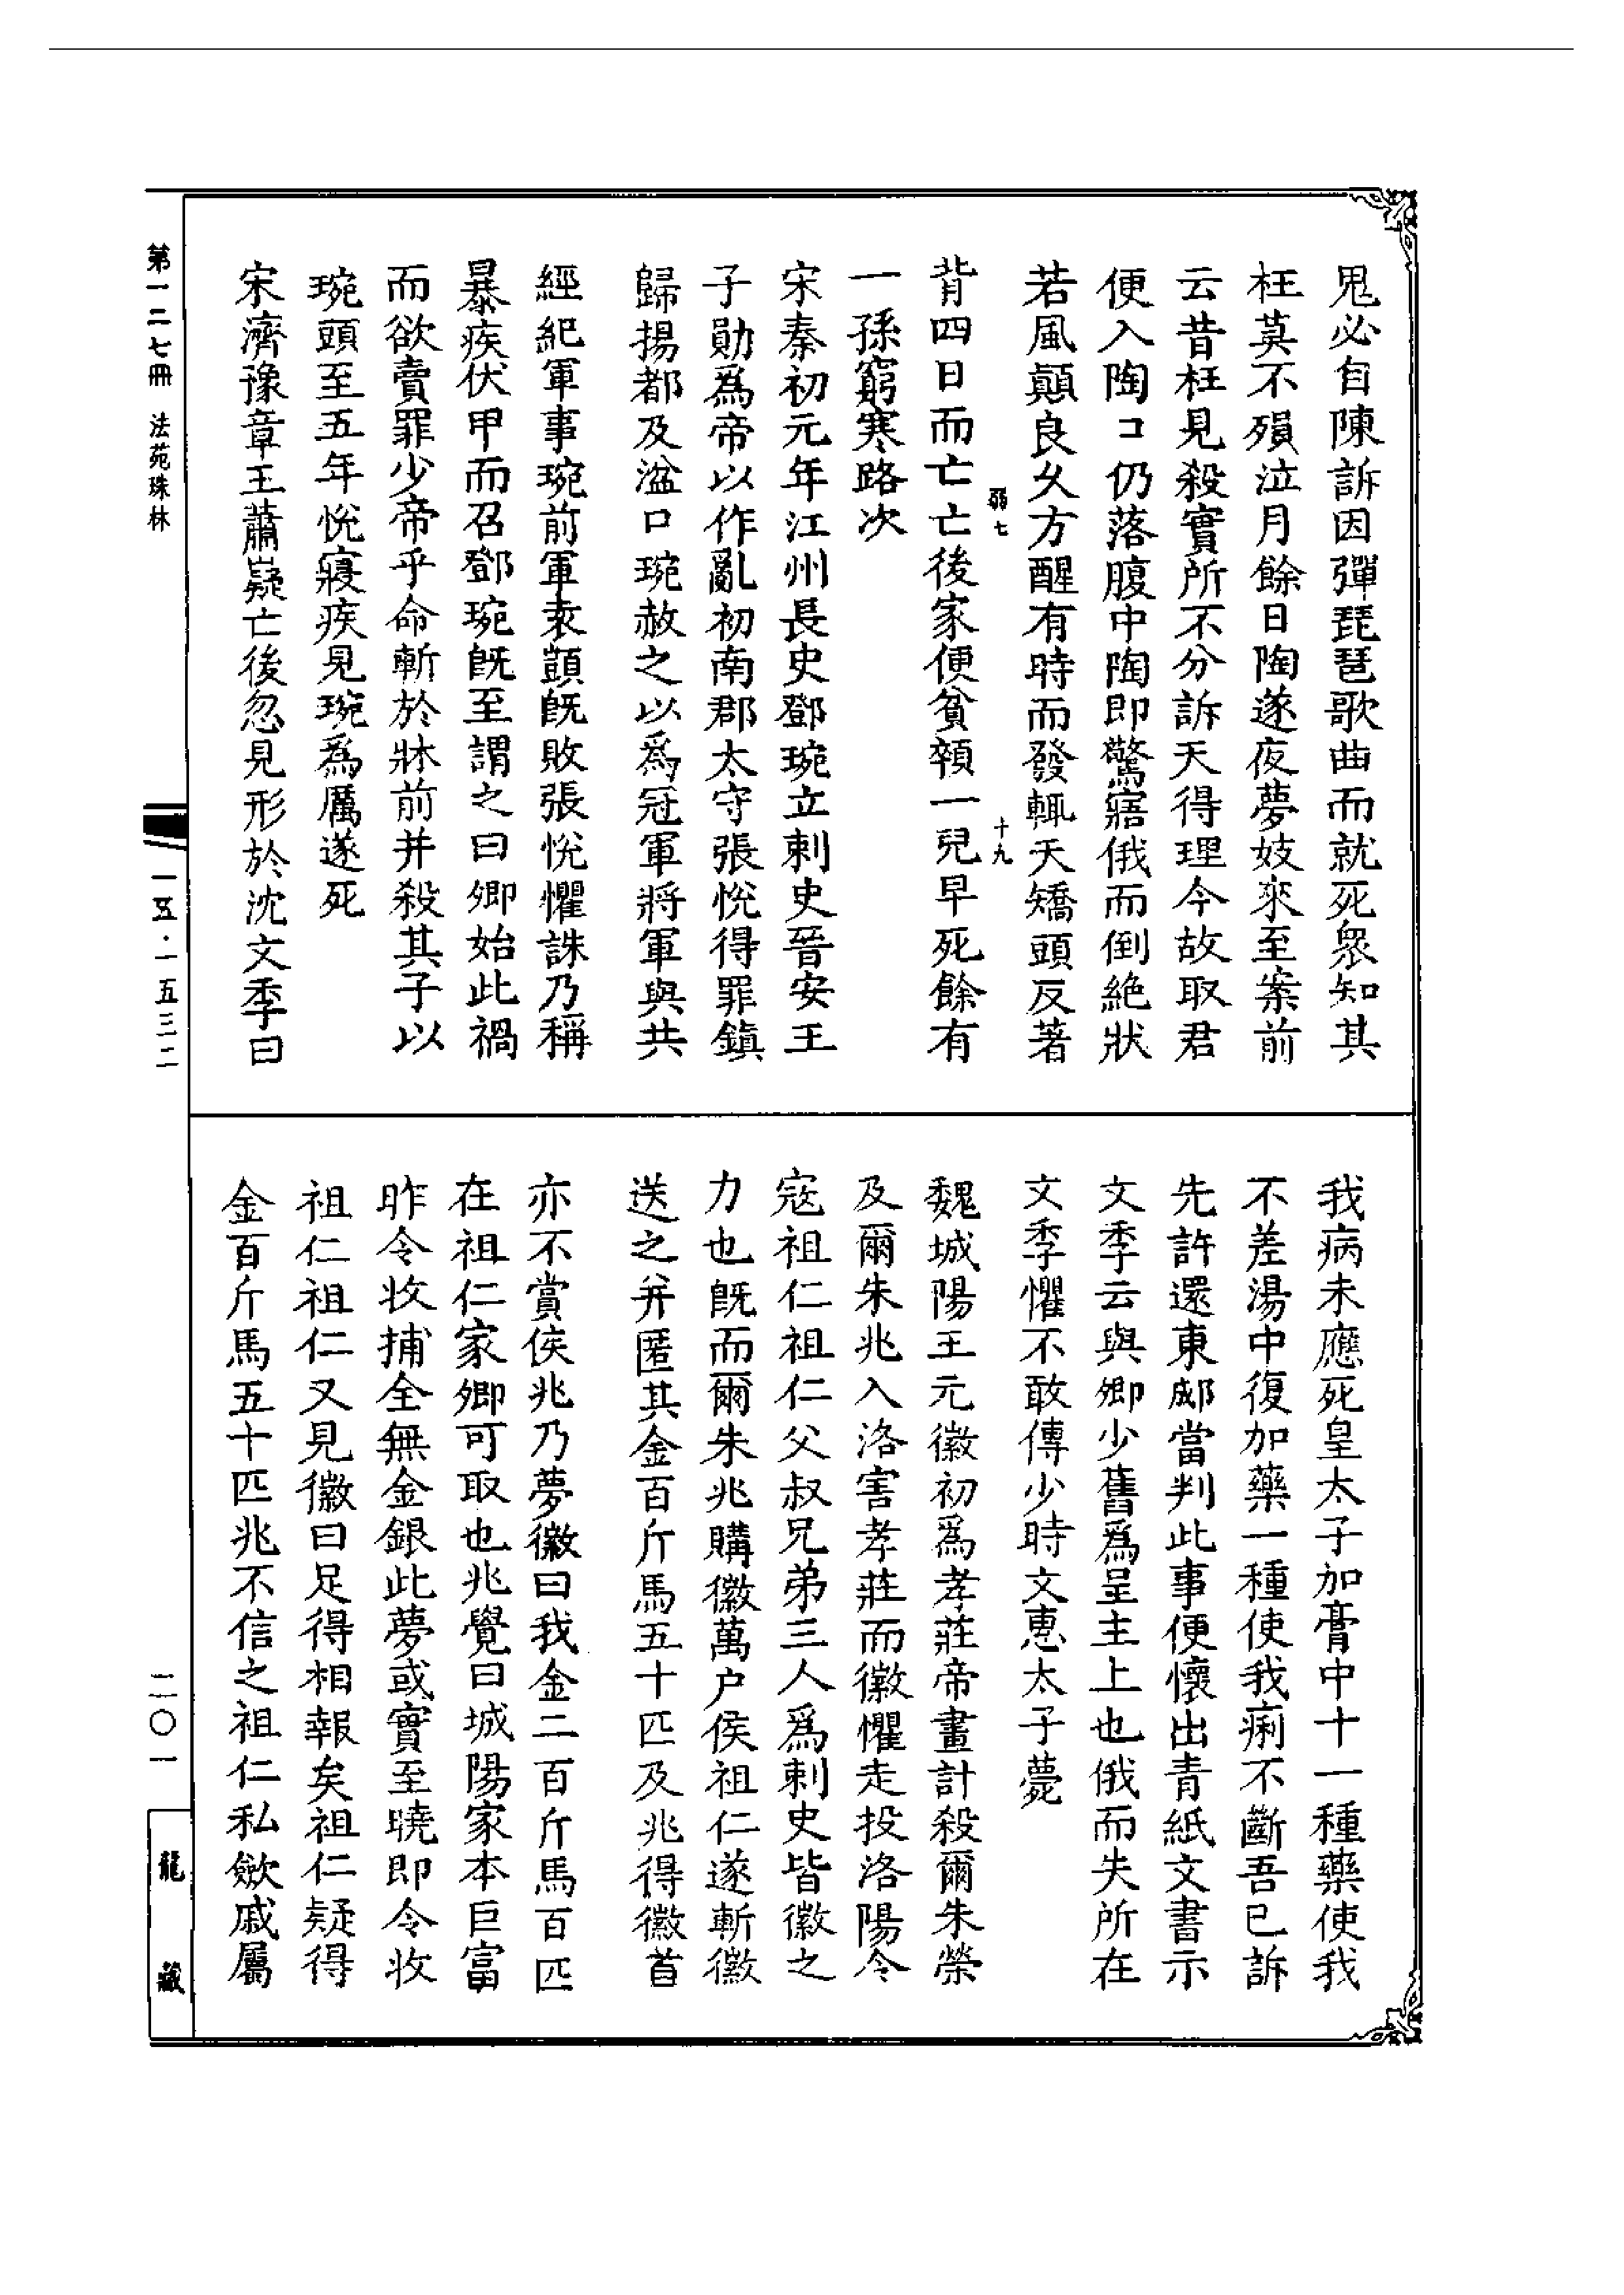 鬼必自陳訴因彈琵琶歌曲而就死衆知其
枉莫不殞泣月餘日陶遂夜夢妓來至案前
云昔枉見殺實所不分訴天得理今故取君
便入陶口仍落腹中陶即驚寤俄而倒絕狀
若風顛良久方醒有時而發輒夭矯頭反著
弱七
十九
背四日而亡亡後家便貧顇一兒早死餘有
一孫窮寒路次
宋秦初元年江州長史鄧琬立刺史晉安王
子勛爲帝以作亂初南郡太守張悅得罪鎮
歸揚都及湓口琬赦之以爲冠軍將軍與共
經紀軍事琬前軍袁顗旣敗張悅懼誅乃稱
暴疾伏甲而召鄧琬旣至謂之曰卿始此禍
而欲賣罪少帝乎命斬於牀前并殺其子以
琬頭至五年悅寢疾見琬爲厲遂死
宋濟豫章王蕭嶷亡後忽見形於沈文季曰
我病未應死皇太子加膏中十一種藥使我
不差湯中復加藥一種使我痢不斷吾已訴
先許還東邸當判此事便懷出青紙文書示
文季云與卿少舊爲呈主上也俄而失所在
文季懼不敢傳少時文惠太子薨
魏城陽王元徽初爲孝莊帝畫計殺爾朱榮
及爾朱兆入洛害孝莊而徽懼走投洛陽令
寇祖仁祖仁父叔兄弟三人爲刺史皆徽之
力也旣而爾朱兆購徽萬户侯祖仁遂斬徽
送之并匿其金百斤馬五十匹及兆得徽首
亦不賞侯兆乃夢徽曰我金二百斤馬百匹
在祖仁家卿可取也兆覺曰城陽家本巨富
昨令收捕全無金銀此夢或實至曉即令收
祖仁祖仁又見徽曰足得相報矣祖仁疑得
金百斤馬五十匹兆不信之祖仁私斂戚屬
第一二七冊 法苑珠林
一五·一五三二
二〇一
龍藏